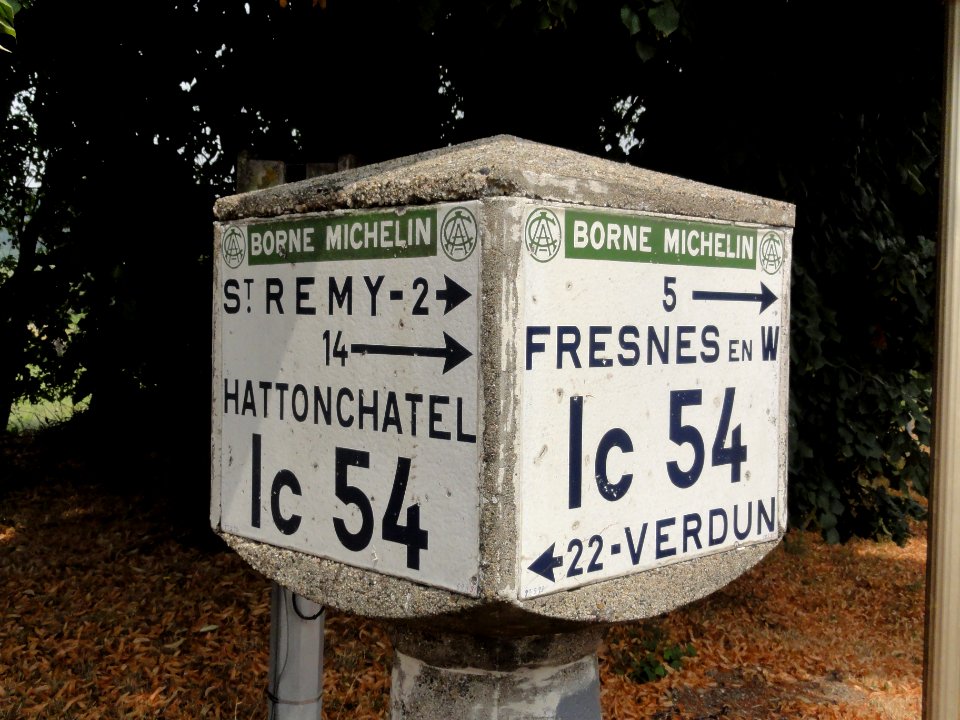 BORNE MICHELIN
ST REMY-2
14
HATTONCHATEL
Ic 54
BORNE MICHELIN
5
FRESNES EN W
Ic 54
22-VERDUN